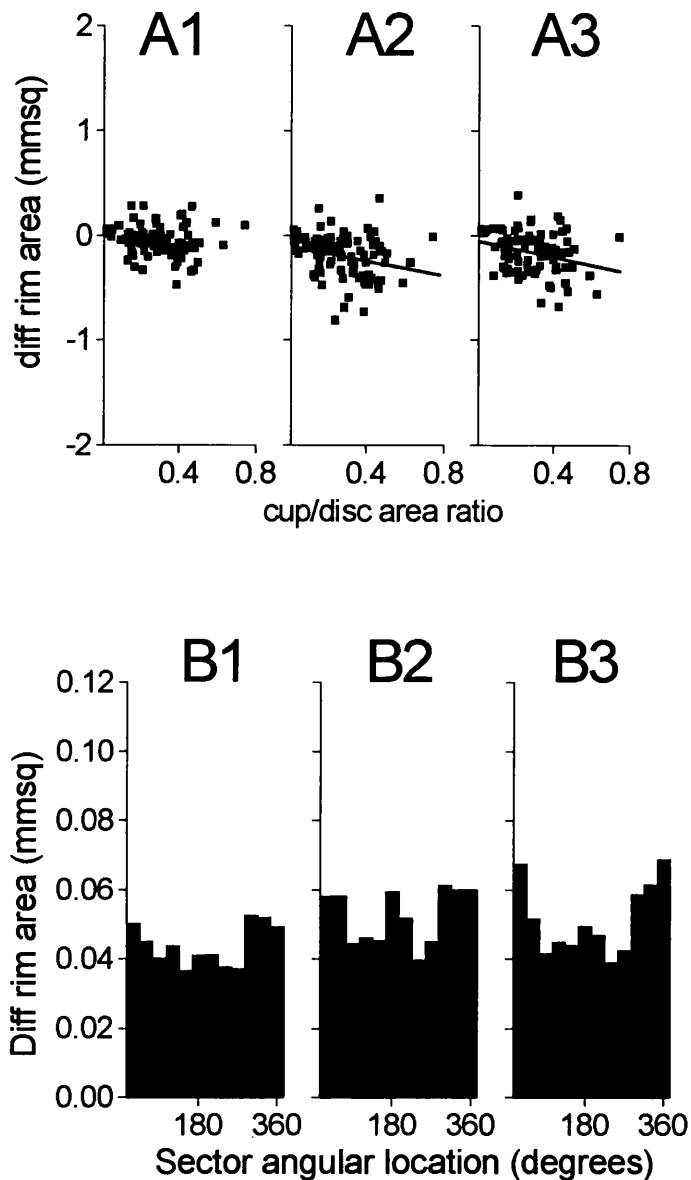 A1 A2 A3
2
1
0
-1
-2
diff rim area (mmsq)
0.4 0.8 0.4 0.8 0.4 0.8
cup/disc area ratio
B1 B2 B3
0.12
0.10
0.08
0.06
0.04
0.02
0.00
Diff rim area (mmsq)
180 360 180 360 180 360
Sector angular location (degrees)